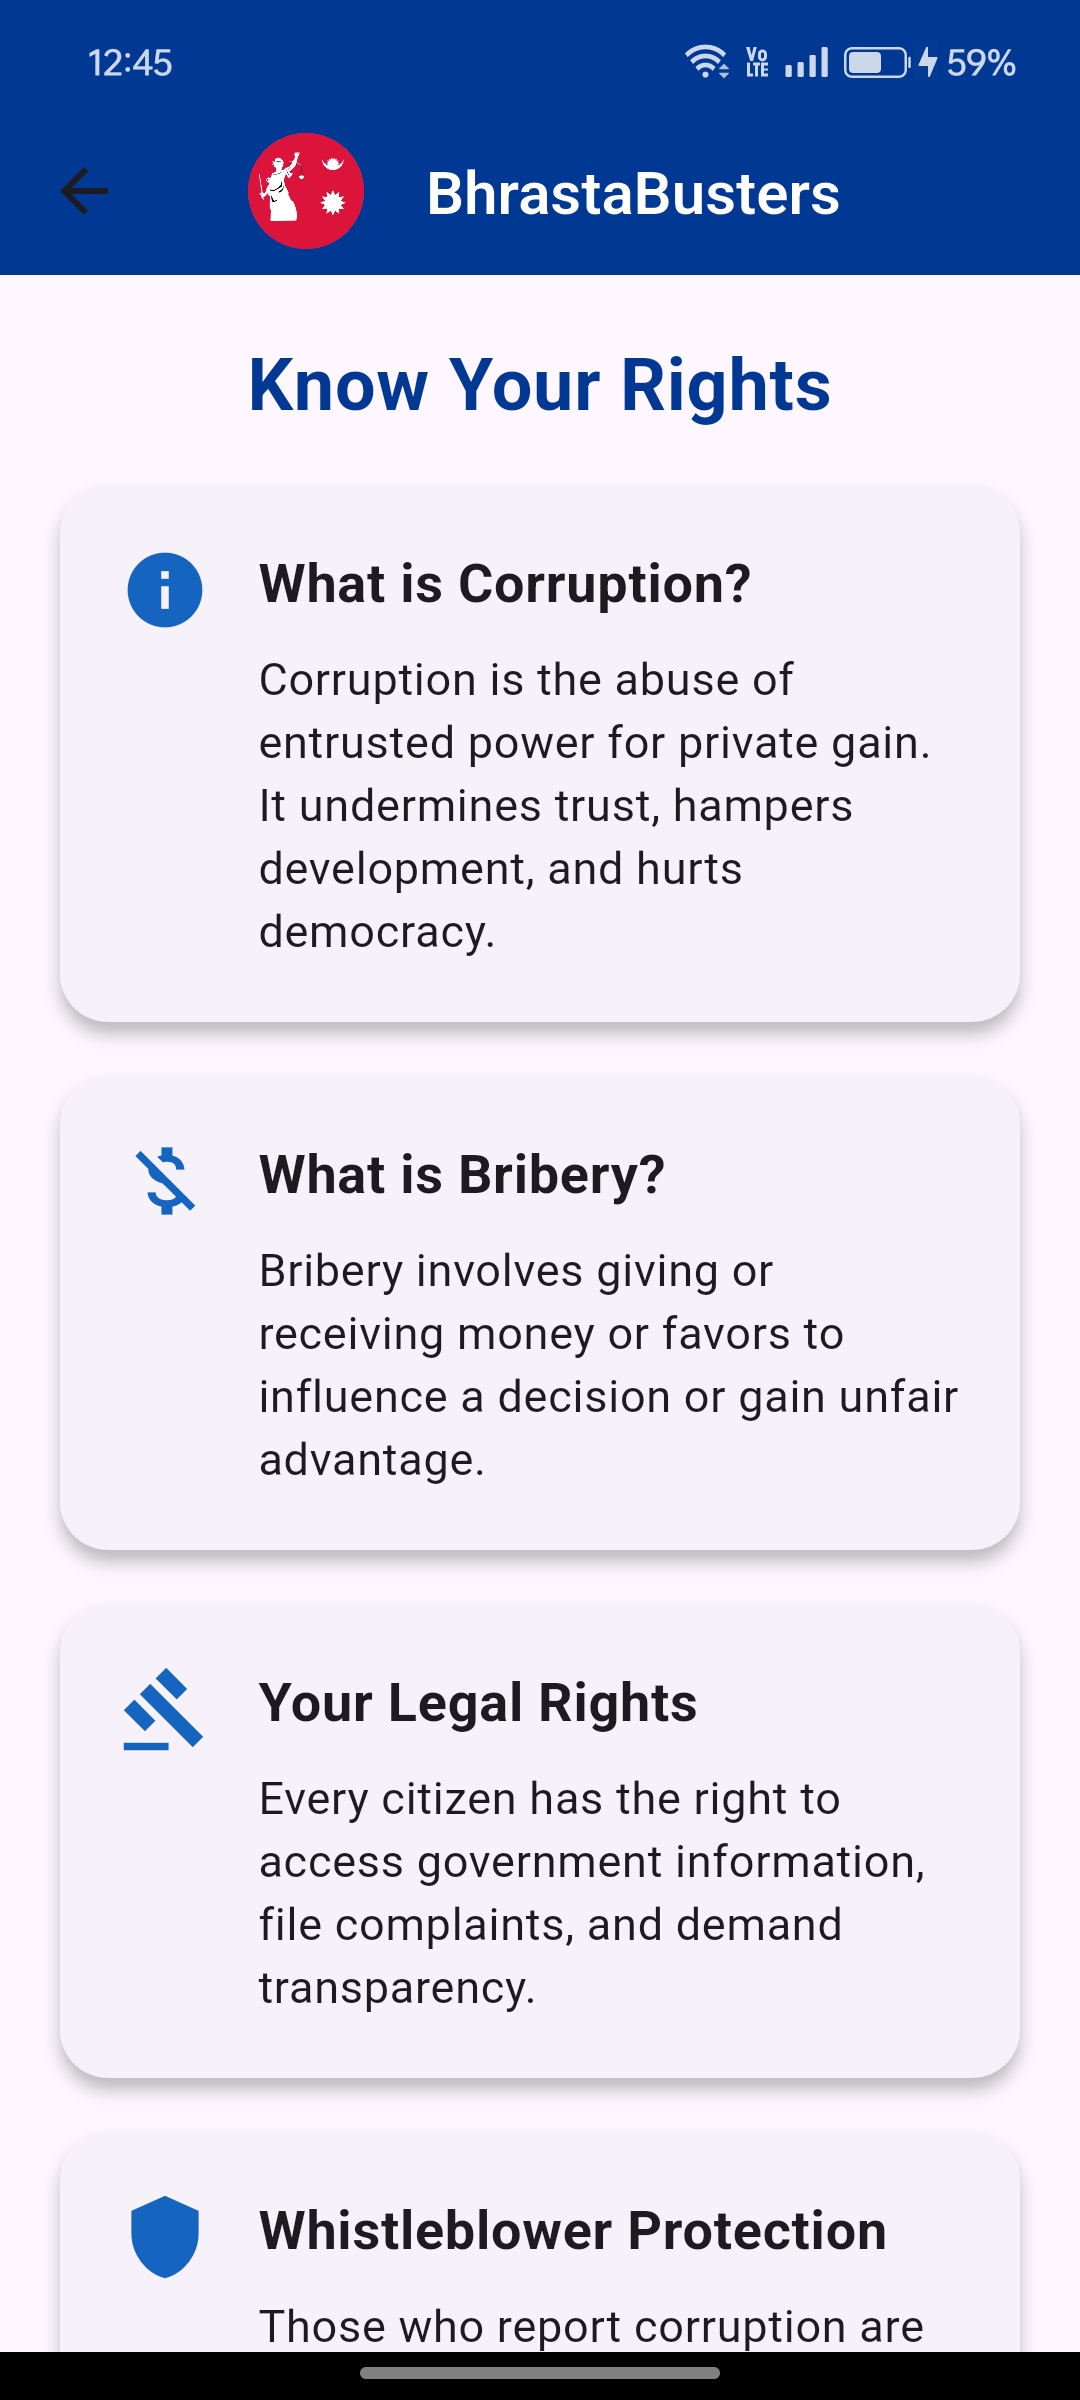 12:45
Vo
LTE
59%
BhrastaBusters
Know Your Rights
What is Corruption?
Corruption is the abuse of
entrusted power for private gain.
It undermines trust, hampers
development, and hurts
democracy.
What is Bribery?
Bribery involves giving or
receiving money or favors to
influence a decision or gain unfair
advantage.
Your Legal Rights
Every citizen has the right to
access government information,
file complaints, and demand
transparency.
Whistleblower Protection
Those who report corruption are